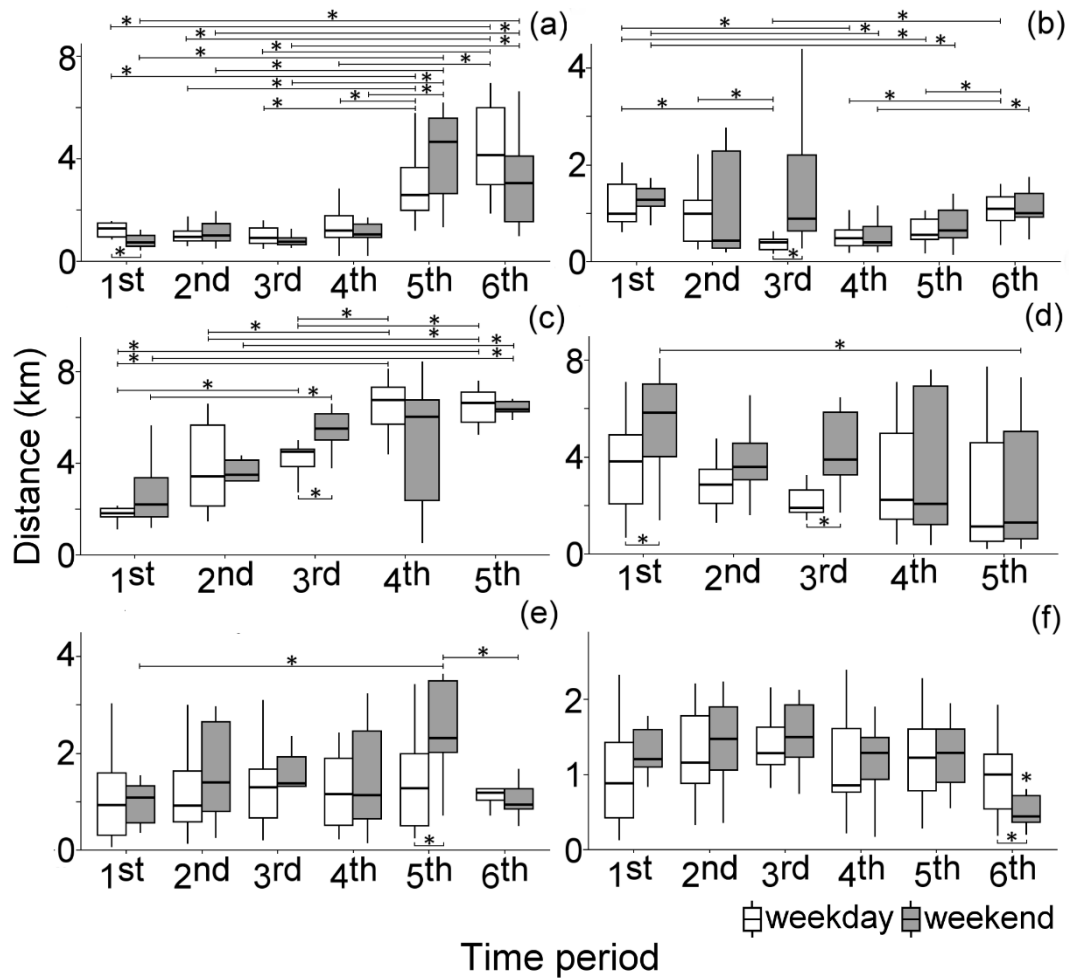 (a) (b)
8 4
4 2
0 0
1st 2nd 3rd 4th 5th 6th 1st 2nd 3rd 4th 5th 6th
(c) (d)
8 8
4 4
0 0
1st 2nd 3rd 4th 5th 1st 2nd 3rd 4th 5th
(e) (f)
4
2 2
1
0 0
1st 2nd 3rd 4th 5th 6th 1st 2nd 3rd 4th 5th 6th
Distance (km)
weekday weekend
Time period